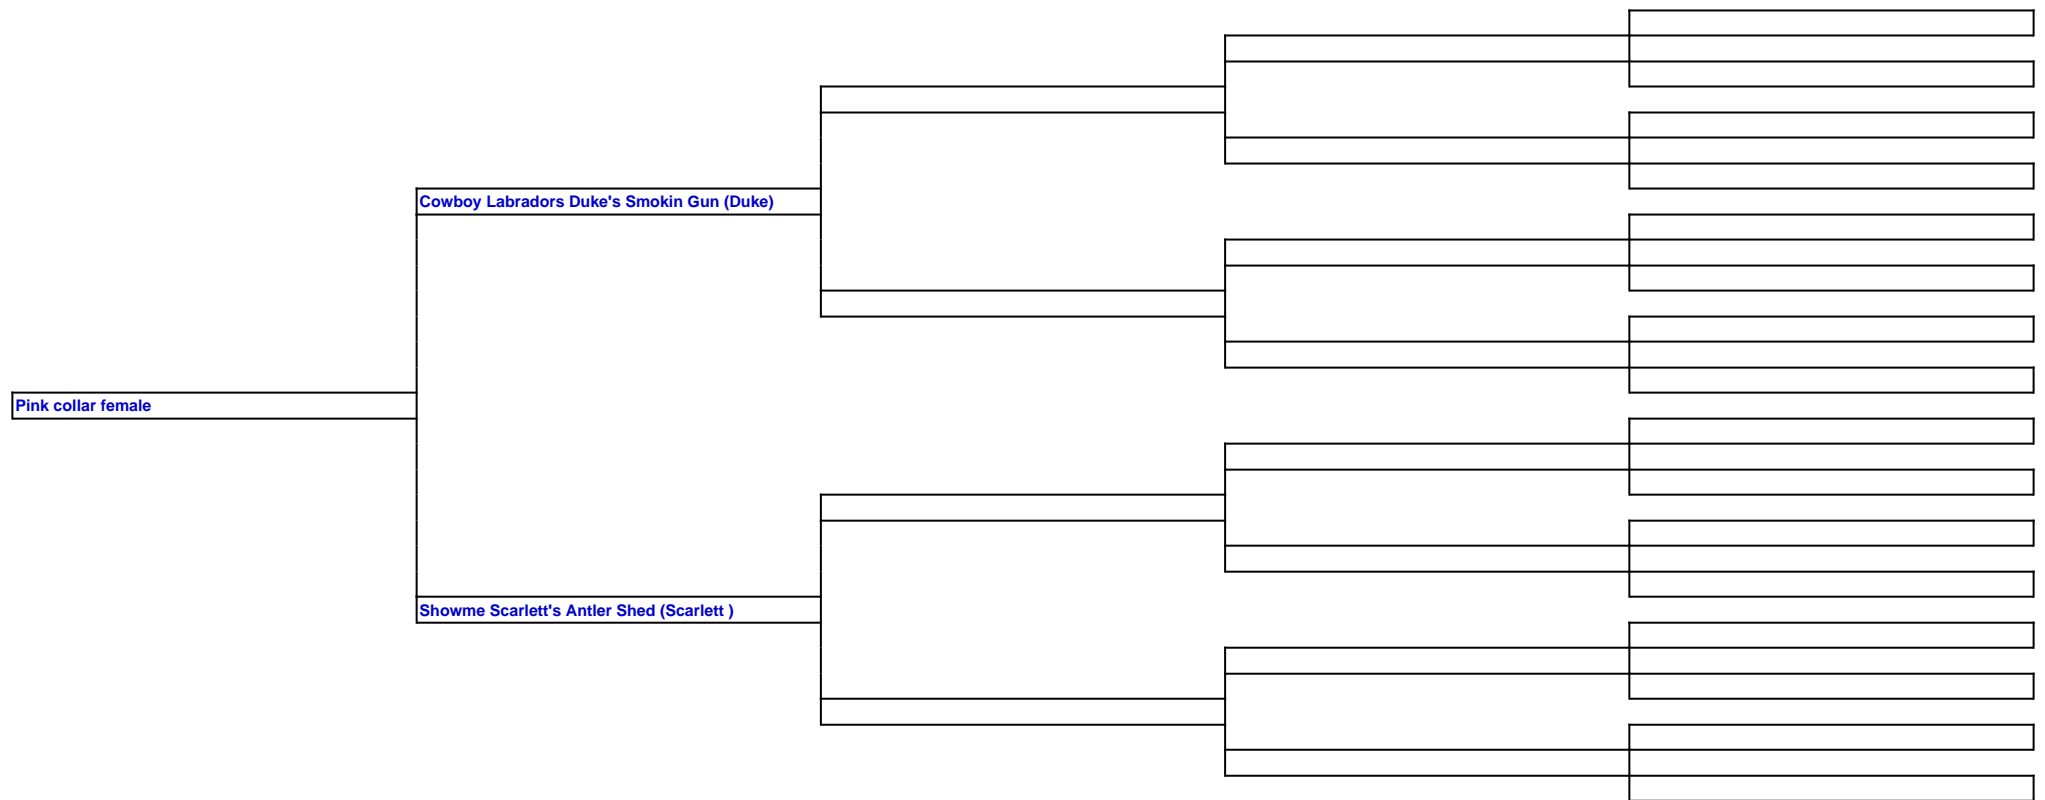 Cowboy Labradors Duke's Smokin Gun (Duke)
Pink collar female
Showme Scarlett's Antler Shed (Scarlett )